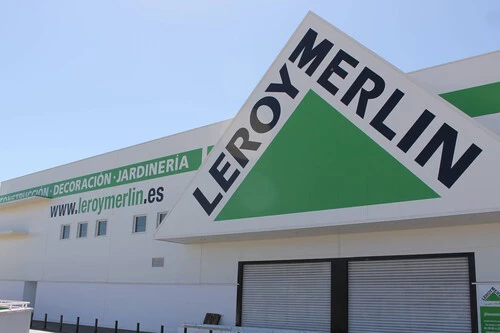 CONSTRUCCIÓN · DECORACIÓN · JARDINERÍA
www.leroymerlin.es
LEROY MERLIN